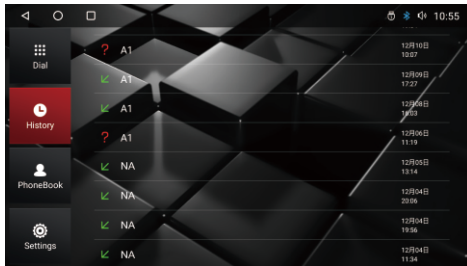 10:55
Dial
History
PhoneBook
Settings
? A1
12月10日
10:07
A1
12月09日
17:27
A1
12月08日
? A1
12月06日
11:19
NA
12月05日
13:14
NA
12月04日
20:06
NA
12月04日
19:56
NA
12月04日
11:34